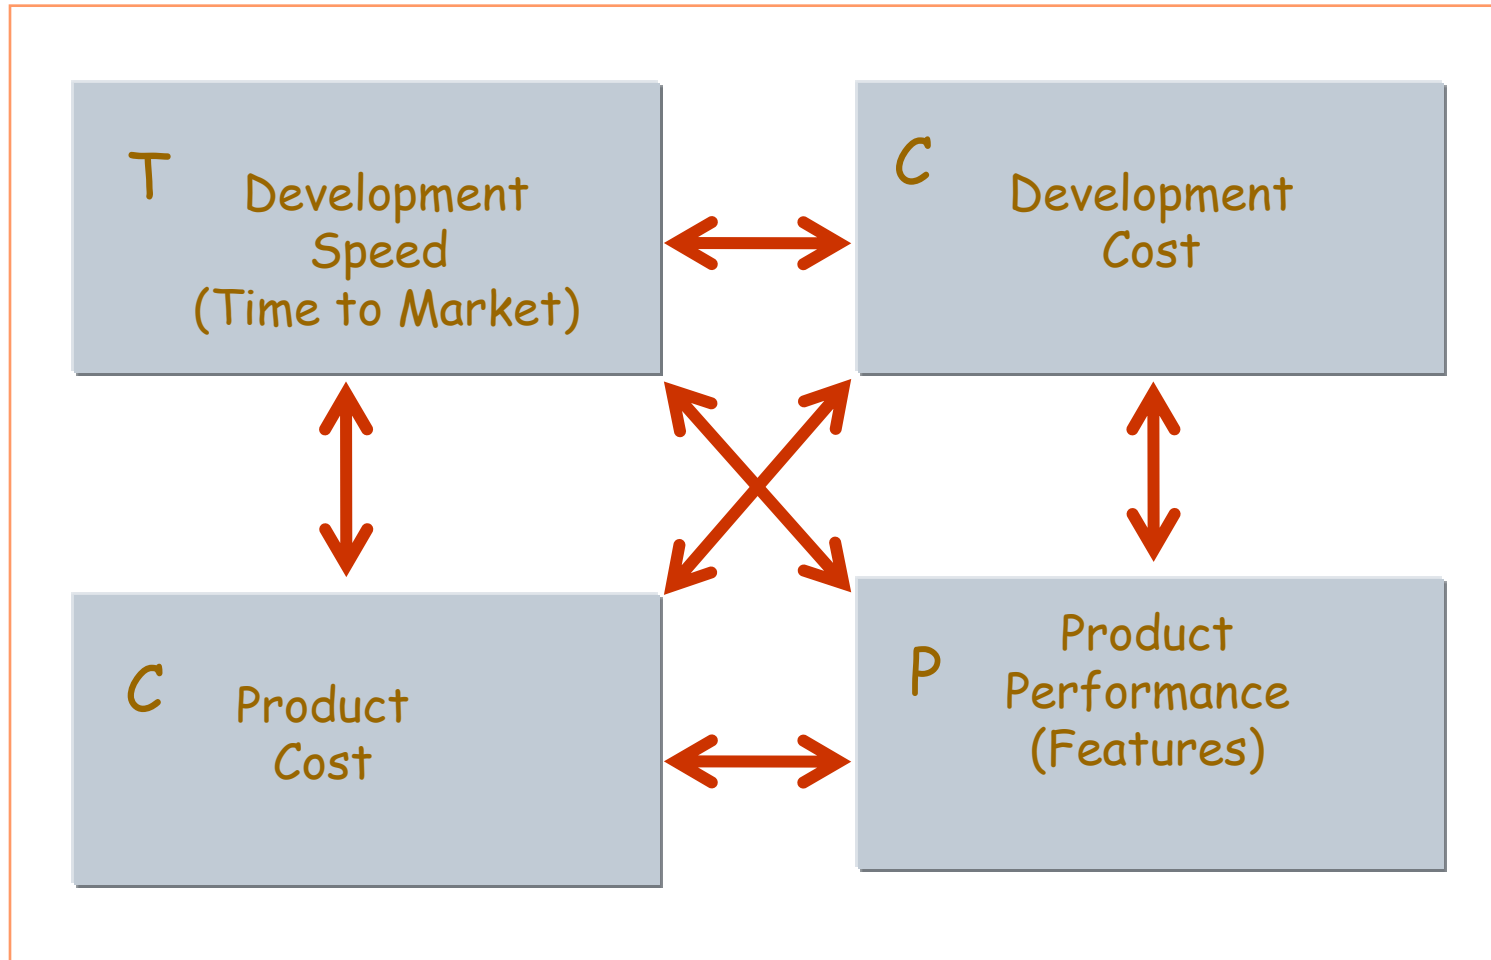 T
Development
Speed
(Time to Market)
C
Development
Cost
C
Product
Cost
P
Product
Performance
(Features)